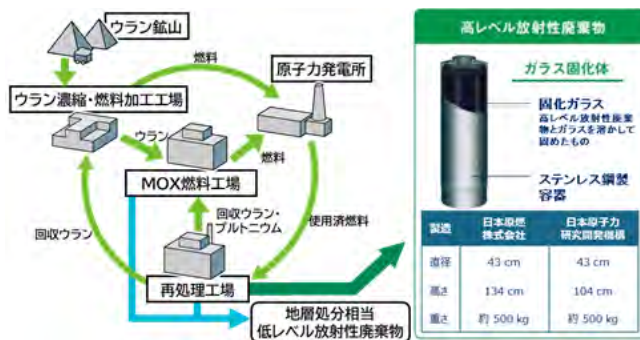 ウラン鉱山
燃料
原子力発電所
ウラン濃縮・燃料加工工場
ウラン
燃料
MOX燃料工場
回収ウラン
回収ウラン・
プルトニウム
使用済燃料
再処理工場
地層処分相当
低レベル放射性廃棄物
高レベル放射性廃棄物
ガラス固化体
固化ガラス
高レベル放射性廃棄
物とガラスを溶かして
固めたもの
ステンレス鋼製
容器
製造 日本原燃株式会社 日本原子力研究開発機構
直径 43 cm 43 cm
高さ 134 cm 104 cm
重さ 約 500 kg 約 500 kg